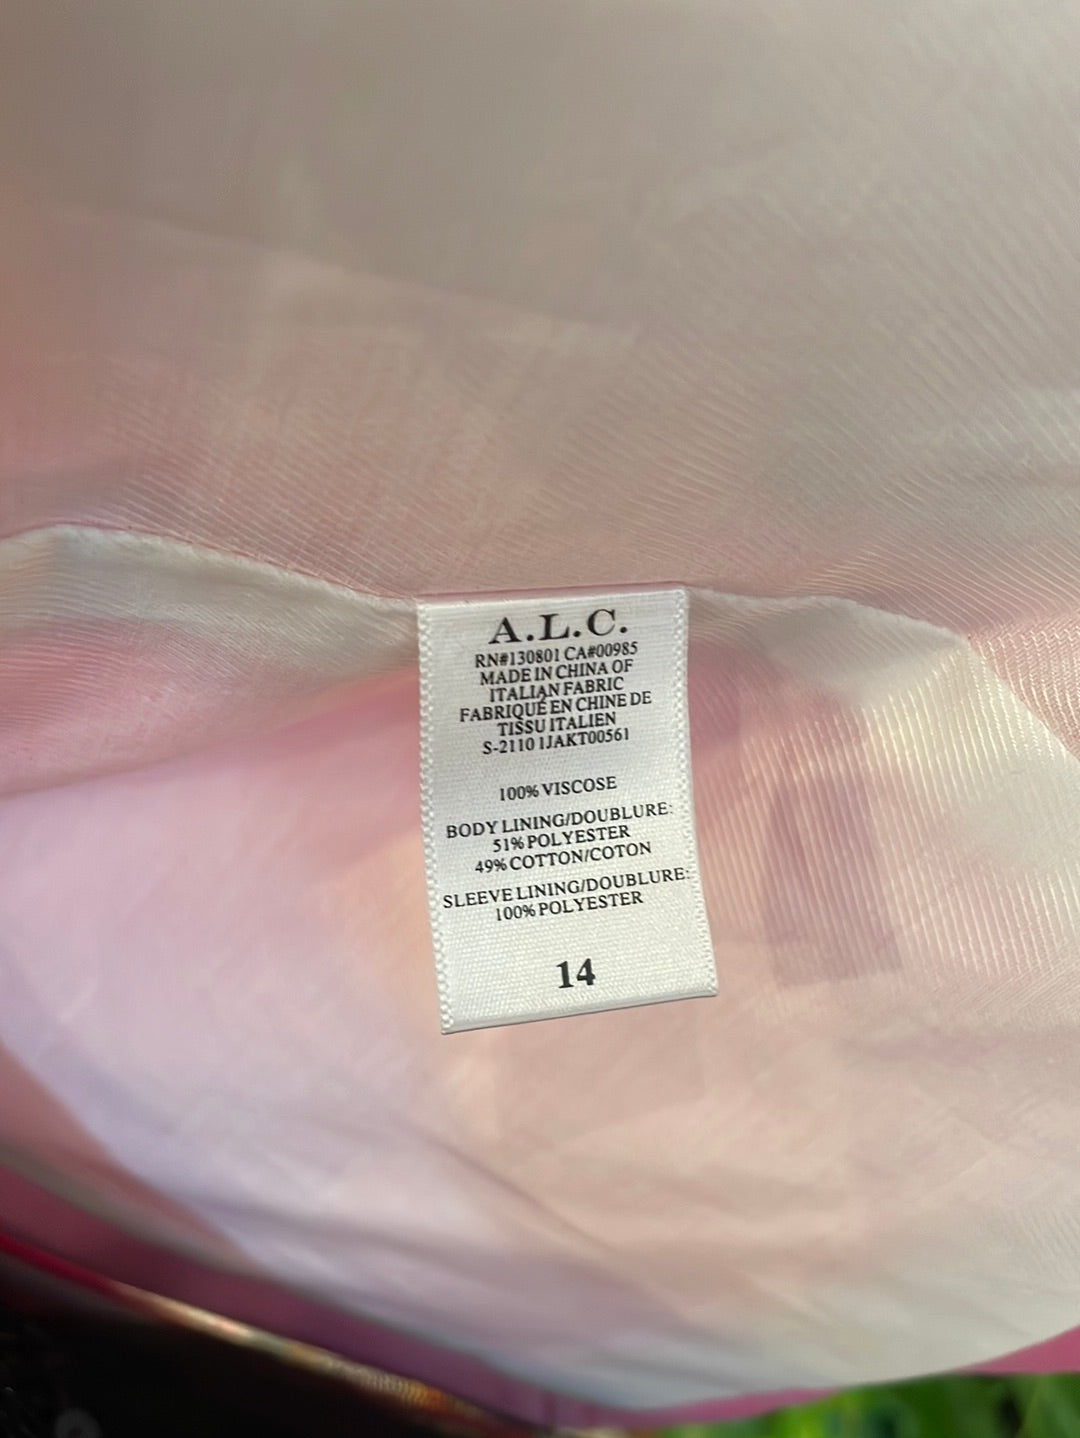 A.L.C.
RN#130801 CA#00985
MADE IN CHINA OF
ITALIAN FABRIC
FABRIQUÉ EN CHINE DE
TISSU ITALIEN
S-2110 1JAKT00561
100% VISCOSE
BODY LINING/DOUBLURE:
51% POLYESTER
49% COTTON/COTON
SLEEVE LINING/DOUBLURE:
100% POLYESTER
14